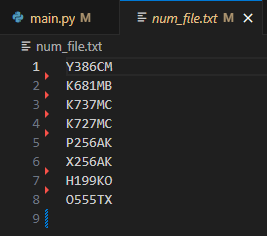 main.py M num_file.txt M
num_file.txt
1 Y386CM
2 K681MB
3 K737MC
4 K727MC
5 P256AK
6 X256AK
7 H199KO
8 O555TX
9